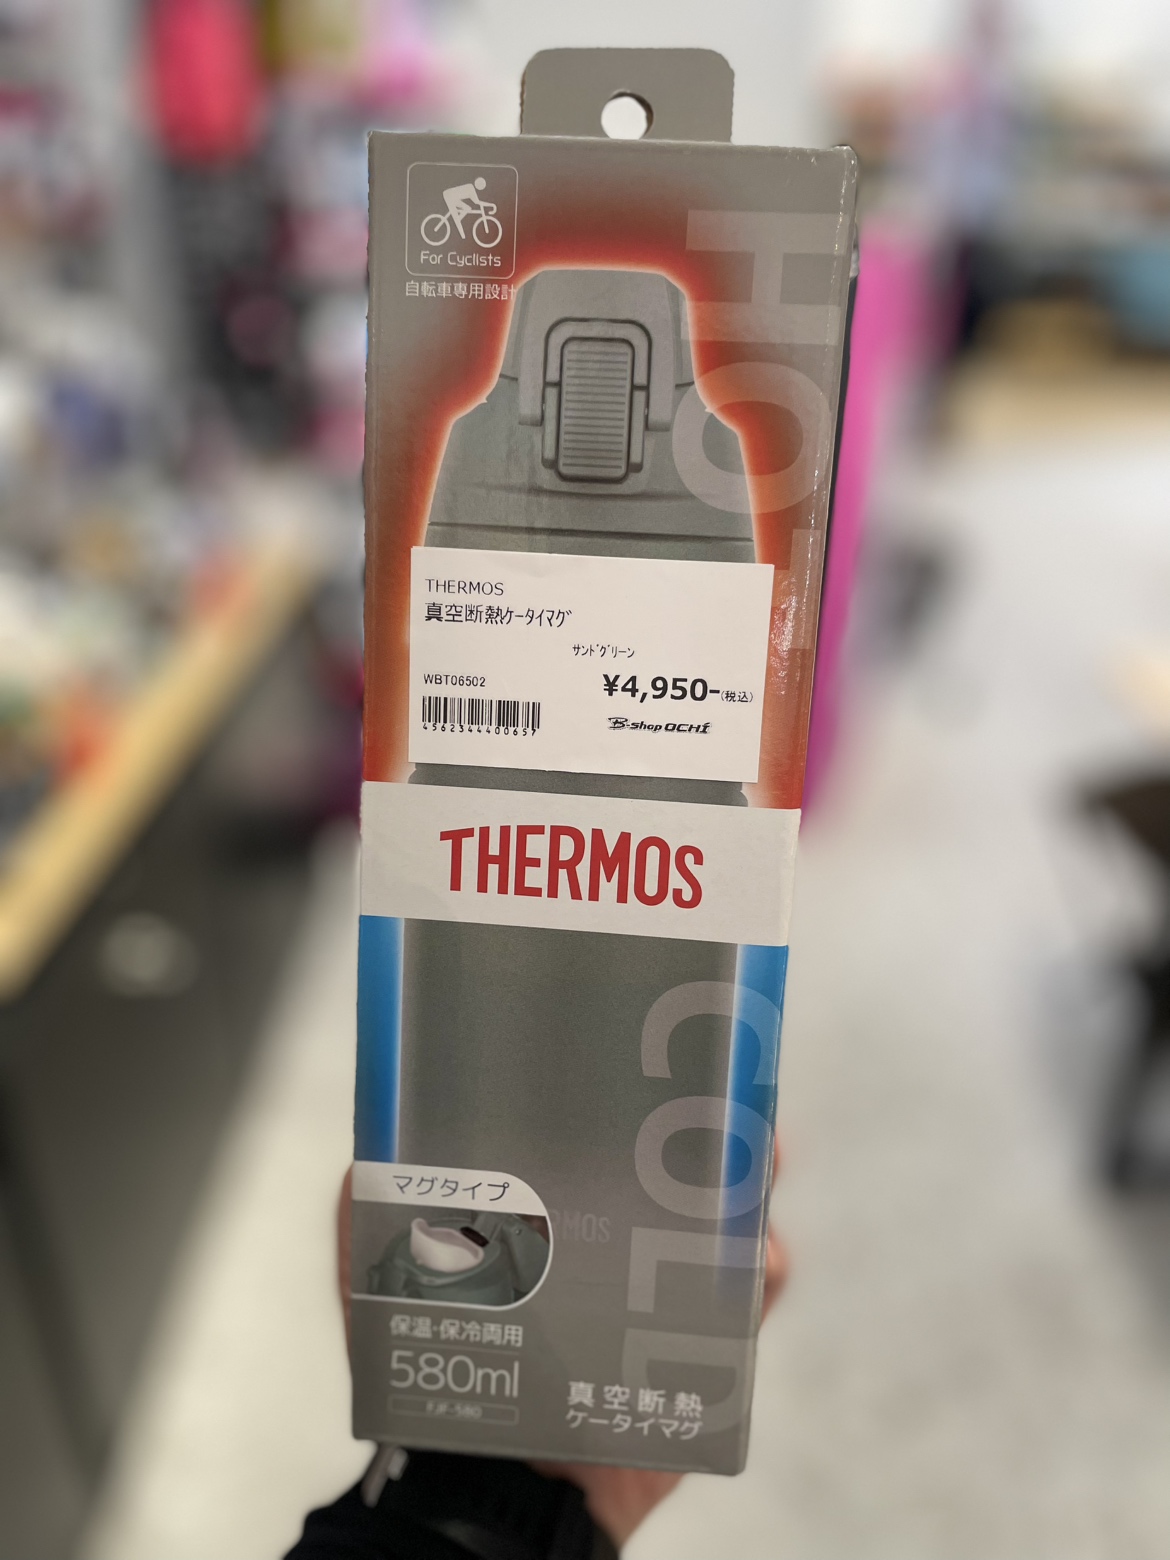 For Cyclists
自転車専用設計
HOT
THERMOS
真空断熱ケータイマグ
サンドグリーン
WBT06502
¥4,950-(税込)
4562344400657
B-Shop OCHI
THERMOS
COLD
マグタイプ
RMOS
保温・保冷両用
580ml
FJF-580
真空断熱
ケータイマグ